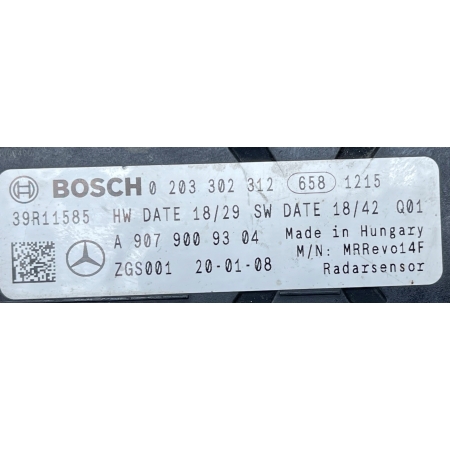 BOSCH 0 203 302 312 658 1215
39R11585 HW DATE 18/29 SW DATE 18/42 Q01
A 907 900 93 04 Made in Hungary
M/N: MRRevo14F
ZGS001 20-01-08 Radarsensor